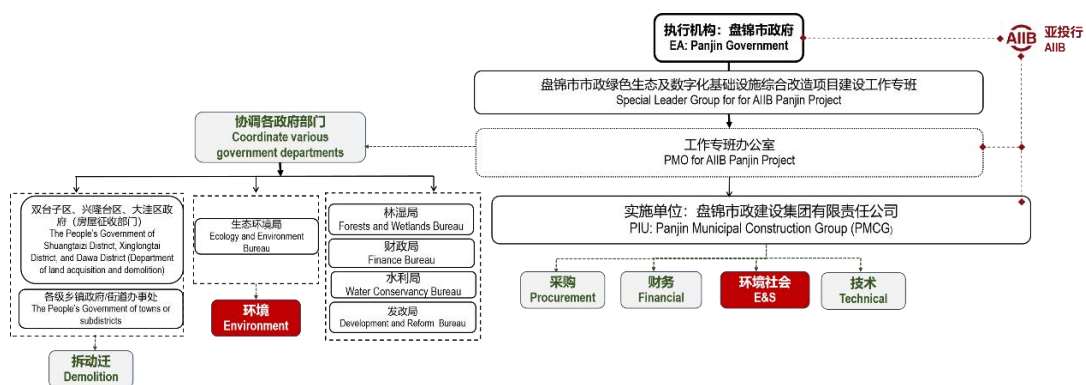 执行机构：盘锦市政府
EA: Panjin Government
AIIB
亚投行
AIIB
盘锦市市政绿色生态及数字化基础设施综合改造项目建设工作专班
Special Leader Group for for AIIB Panjin Project
协调各政府部门
Coordinate various
government departments
工作专班办公室
PMO for AIIB Panjin Project
双台子区、兴隆台区、大洼区政
府（房屋征收部门）
The People's Government of
Shuangtaizi District, Xinglongtai
District, and Dawa District (Department
of land acquisition and demolition)
各级乡镇政府/街道办事处
The People's Government of towns or
subdistricts
拆动迁
Demolition
生态环境局
Ecology and Environment
Bureau
环境
Environment
林湿局
Forests and Wetlands Bureau
财政局
Finance Bureau
水利局
Water Conservancy Bureau
发改局
Development and Reform Bureau
实施单位：盘锦市政建设集团有限责任公司
PIU: Panjin Municipal Construction Group (PMCG)
采购
Procurement
财务
Financial
环境社会
E&S
技术
Technical